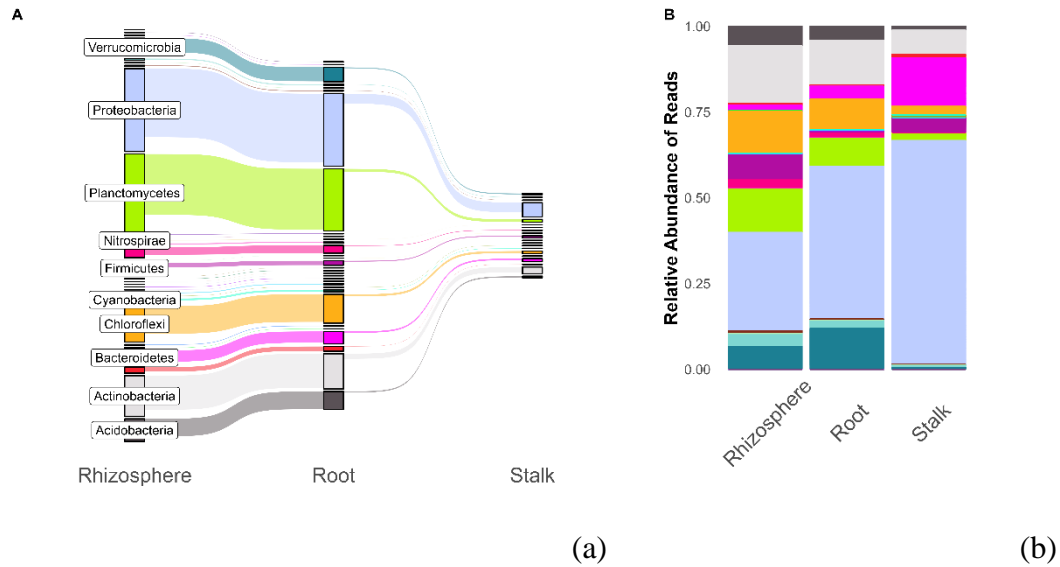 A
Verrucomicrobia
Proteobacteria
Planctomycetes
Nitrospirae
Firmicutes
Cyanobacteria
Chloroflexi
Bacteroidetes
Actinobacteria
Acidobacteria
Rhizosphere Root Stalk
(a)
B
Relative Abundance of Reads
1.00
0.75
0.50
0.25
0.00
Rhizosphere
Root
Stalk
(b)